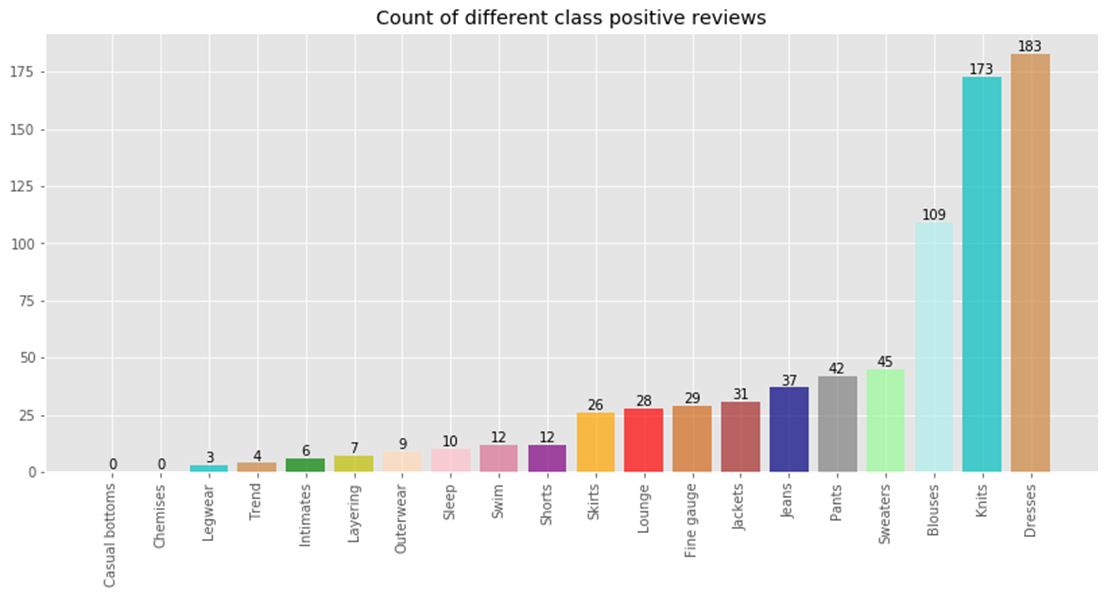 Count of different class positive reviews
175
150
125
100
75
50
25
0
0
0
3
4
6
7
9
10
12
12
26
28
29
31
37
42
45
109
173
183
Casual bottoms
Chemises
Legwear
Trend
Intimates
Layering
Outerwear
Sleep
Swim
Shorts
Skirts
Lounge
Fine gauge
Jackets
Jeans
Pants
Sweaters
Blouses
Knits
Dresses